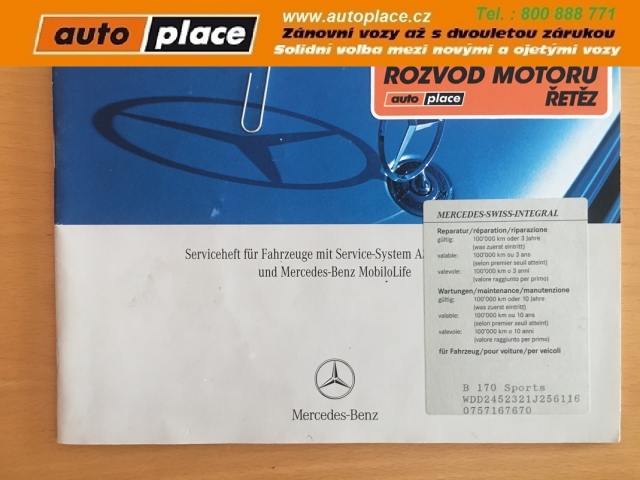 auto place
www.autoplace.cz
Tel. : 800 888 771
Zánovní vozy až s dvouletou zárukou
Solidní volba mezi novými a ojetými vozy
ROZVOD MOTORU
auto place
ŘETĚZ
Serviceheft für Fahrzeuge mit Service-System A
und Mercedes-Benz MobiloLife
Mercedes-Benz
MERCEDES-SWISS-INTEGRAL
Reparatur/réparation/riparazione
gültig: 100'000 km oder 3 Jahre
(was zuerst eintritt)
valable: 100'000 km ou 3 ans
(selon premier seuil atteint)
valevole: 100'000 km o 3 anni
(valore raggiunto per primo)
Wartungen/maintenance/manutenzione
gültig: 100'000 km oder 10 Jahre
(was zuerst eintritt)
valable: 100'000 km ou 10 ans
(selon premier seuil atteint)
valevole: 100'000 km o 10 anni
(valore raggiunto per primo)
für Fahrzeug/pour voiture/per veicoli
B 170 Sports
WDD2452321J256116
0757167670